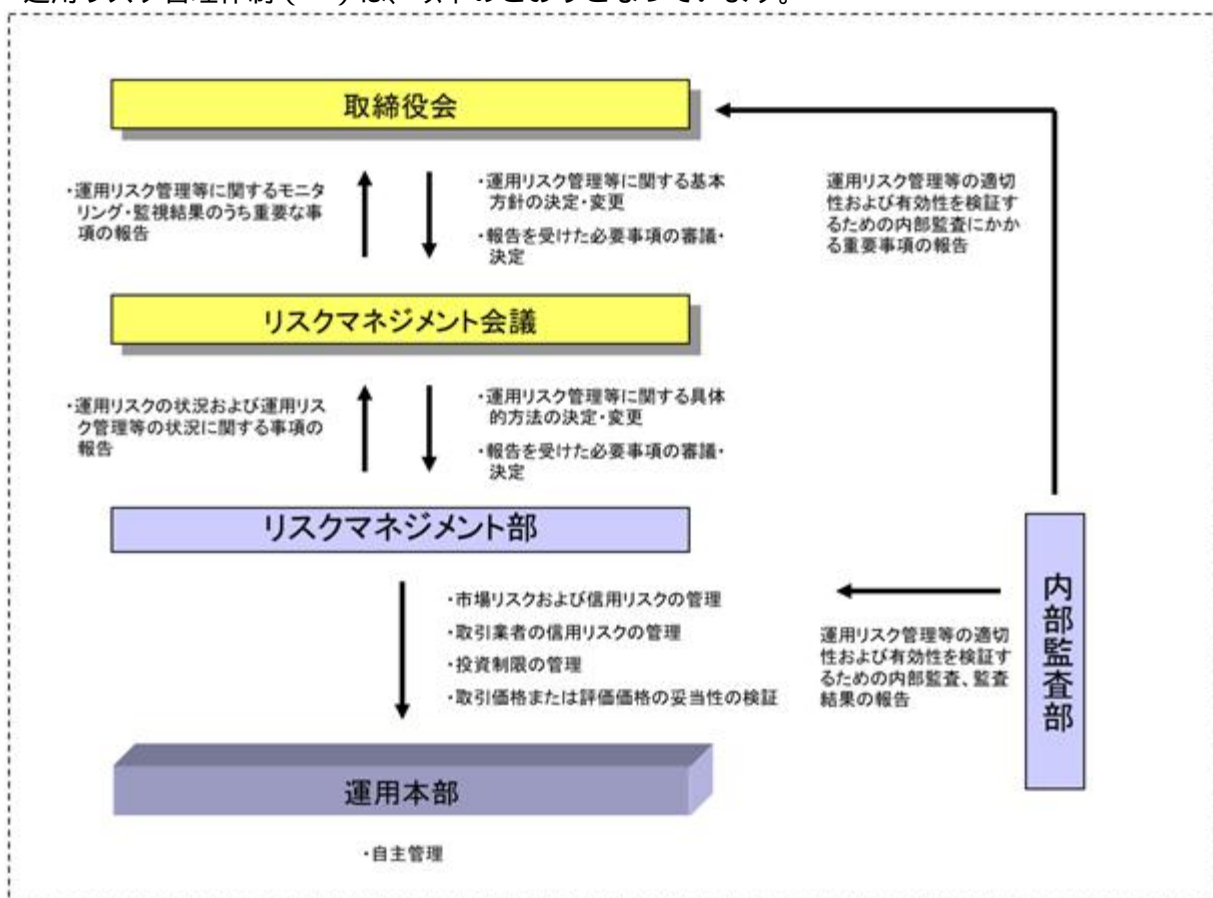 取締役会
・運用リスク管理等に関するモニ
タリング・監視結果のうち重要な事
項の報告
・運用リスク管理等に関する基本
方針の決定・変更
・報告を受けた必要事項の審議・
決定
運用リスク管理等の適切
性および有効性を検証す
るための内部監査にかか
る重要事項の報告
リスクマネジメント会議
・運用リスクの状況および運用リス
ク管理等の状況に関する事項の
報告
・運用リスク管理等に関する具体
的方法の決定・変更
・報告を受けた必要事項の審議・
決定
リスクマネジメント部
・市場リスクおよび信用リスクの管理
・取引業者の信用リスクの管理
・投資制限の管理
・取引価格または評価価格の妥当性の検証
運用リスク管理等の適切
性および有効性を検証す
るための内部監査、監査
結果の報告
内部監査部
運用本部
・自主管理